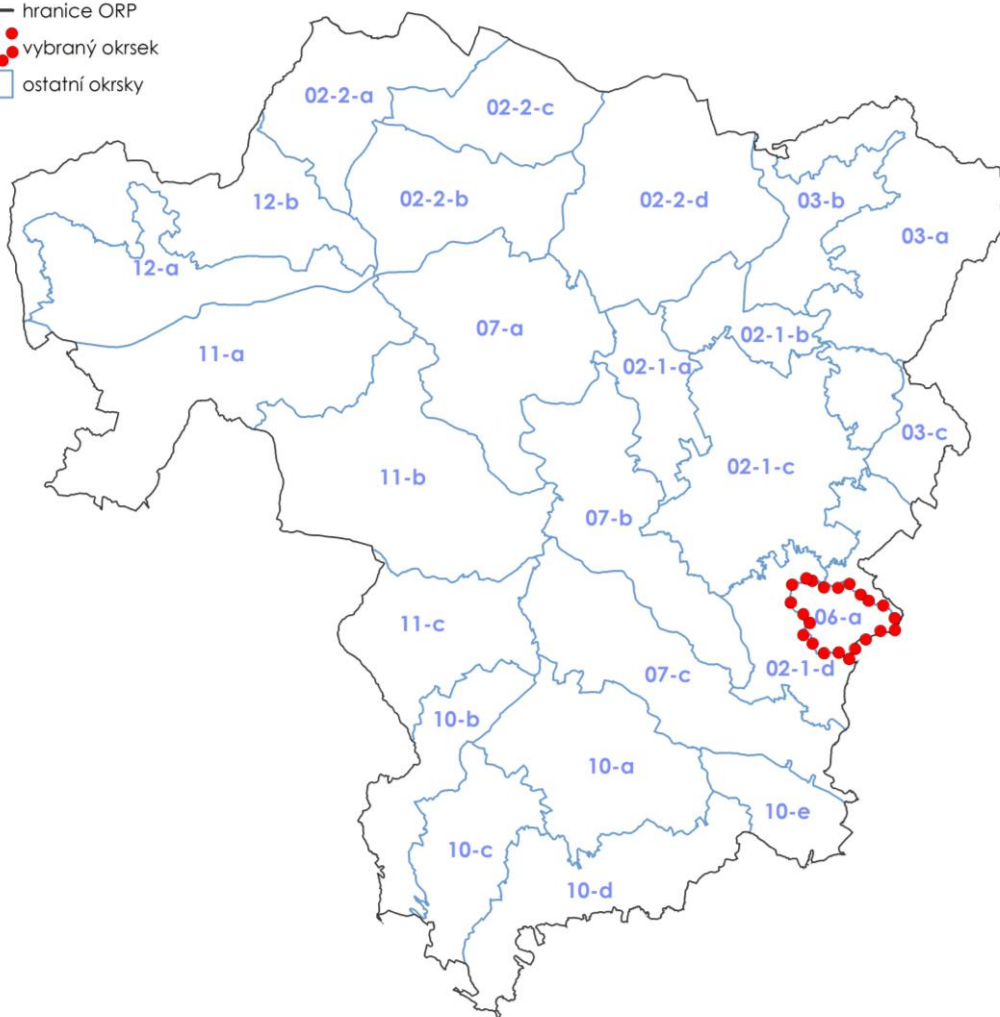 hranice ORP
vybraný okrsek
ostatní okrsky
02-2-a
02-2-c
12-b
02-2-b
02-2-d
03-b
03-a
12-a
07-a
02-1-b
11-a
02-1-a
03-c
11-b
02-1-c
07-b
06-a
11-c
07-c
02-1-d
10-b
10-a
10-e
10-c
10-d